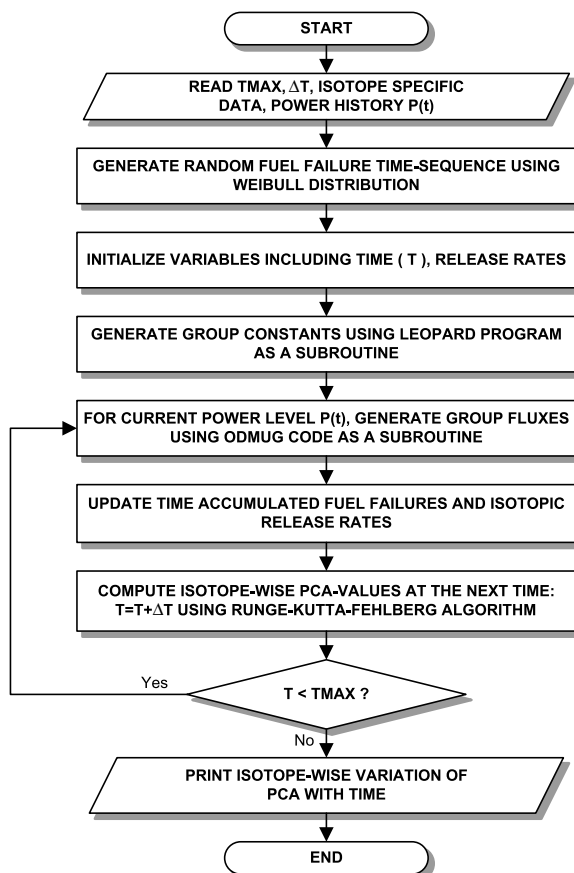 START
READ TMAX, ΔT, ISOTOPE SPECIFIC
DATA, POWER HISTORY P(t)
GENERATE RANDOM FUEL FAILURE TIME-SEQUENCE USING
WEIBULL DISTRIBUTION
INITIALIZE VARIABLES INCLUDING TIME ( T ), RELEASE RATES
GENERATE GROUP CONSTANTS USING LEOPARD PROGRAM
AS A SUBROUTINE
FOR CURRENT POWER LEVEL P(t), GENERATE GROUP FLUXES
USING ODMUG CODE AS A SUBROUTINE
UPDATE TIME ACCUMULATED FUEL FAILURES AND ISOTOPIC
RELEASE RATES
COMPUTE ISOTOPE-WISE PCA-VALUES AT THE NEXT TIME:
T=T+ΔT USING RUNGE-KUTTA-FEHLBERG ALGORITHM
Yes
T < TMAX ?
No
PRINT ISOTOPE-WISE VARIATION OF
PCA WITH TIME
END